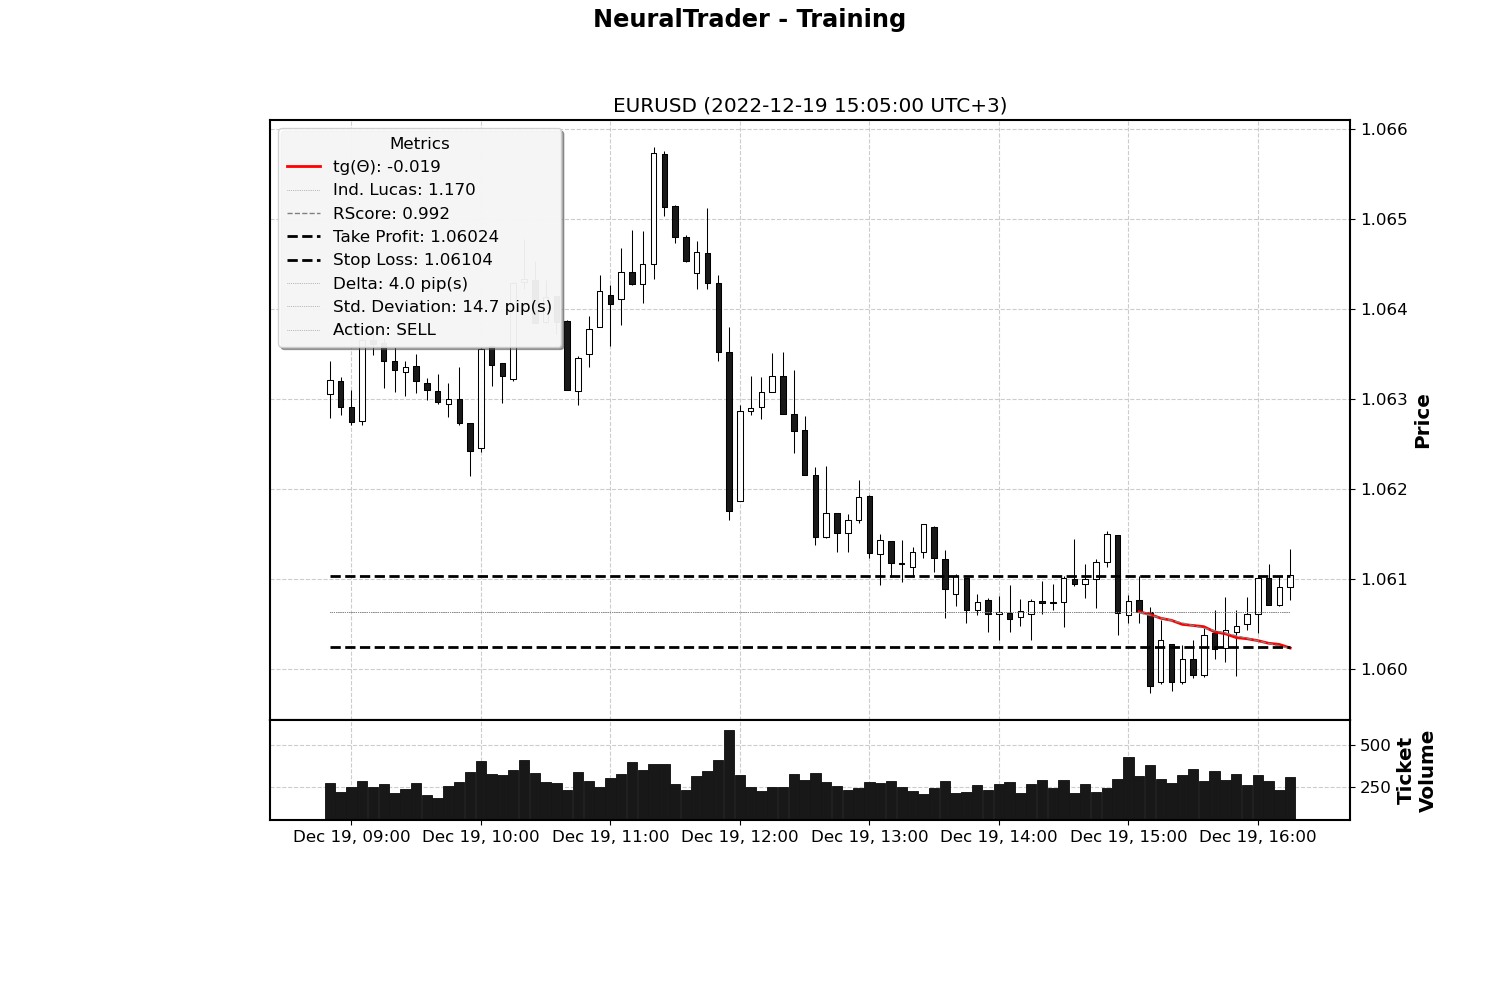 NeuralTrader - Training
EURUSD (2022-12-19 15:05:00 UTC+3)
Metrics
tg(Θ): -0.019
Ind. Lucas: 1.170
RScore: 0.992
Take Profit: 1.06024
Stop Loss: 1.06104
Delta: 4.0 pip(s)
Std. Deviation: 14.7 pip(s)
Action: SELL
1.066
1.065
1.064
1.063
1.062
1.061
1.060
Price
500
250
Ticket
Volume
Dec 19, 09:00
Dec 19, 10:00
Dec 19, 11:00
Dec 19, 12:00
Dec 19, 13:00
Dec 19, 14:00
Dec 19, 15:00
Dec 19, 16:00